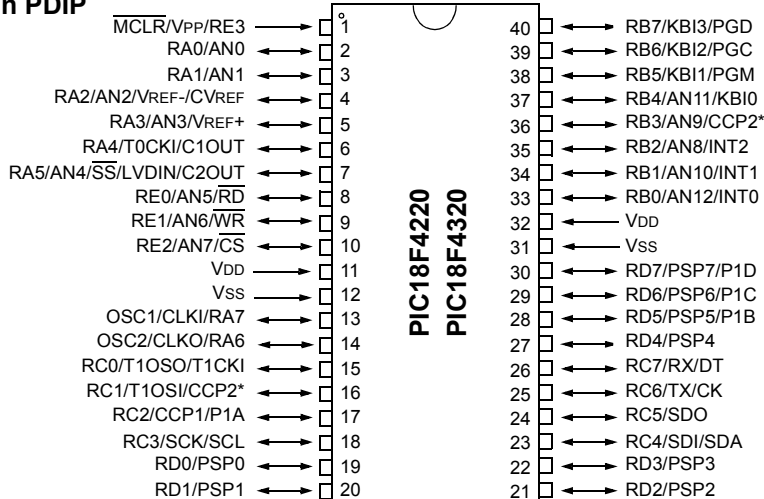 n PDIP
MCLR/VPP/RE3 1 40 RB7/KBI3/PGD
RA0/AN0 2 39 RB6/KBI2/PGC
RA1/AN1 3 38 RB5/KBI1/PGM
RA2/AN2/VREF-/CVREF 4 37 RB4/AN11/KBI0
RA3/AN3/VREF+ 5 36 RB3/AN9/CCP2*
RA4/T0CKI/C1OUT 6 35 RB2/AN8/INT2
RA5/AN4/SS/LVDIN/C2OUT 7 34 RB1/AN10/INT1
RE0/AN5/RD 8 33 RB0/AN12/INT0
RE1/AN6/WR 9 32 VDD
RE2/AN7/CS 10 31 VSS
VDD 11 30 RD7/PSP7/P1D
VSS 12 29 RD6/PSP6/P1C
OSC1/CLKI/RA7 13 28 RD5/PSP5/P1B
OSC2/CLKO/RA6 14 27 RD4/PSP4
RC0/T1OSO/T1CKI 15 26 RC7/RX/DT
RC1/T1OSI/CCP2* 16 25 RC6/TX/CK
RC2/CCP1/P1A 17 24 RC5/SDO
RC3/SCK/SCL 18 23 RC4/SDI/SDA
RD0/PSP0 19 22 RD3/PSP3
RD1/PSP1 20 21 RD2/PSP2
PIC18F4220
PIC18F4320